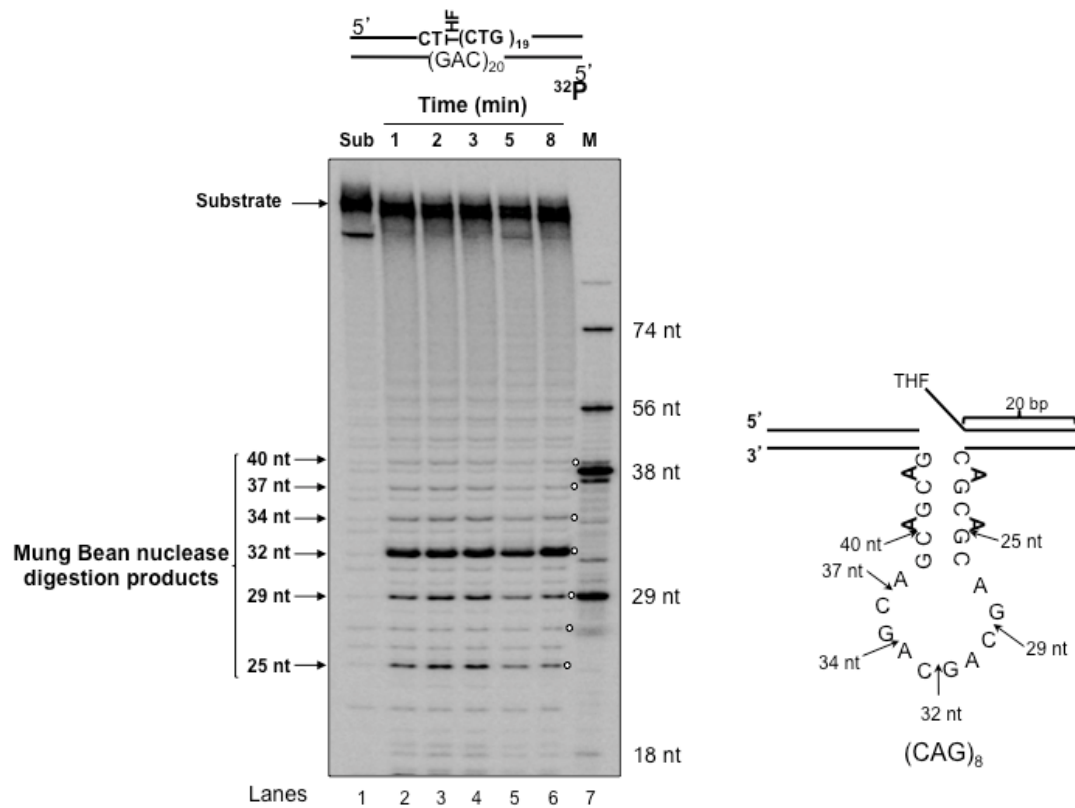 5’ THF
CT (CTG)19
(GAC)20
5’
32P
Time (min)
Sub 1 2 3 5 8 M
Substrate
74 nt
56 nt
40 nt
38 nt
37 nt
34 nt
Mung Bean nuclease
digestion products
32 nt
29 nt
29 nt
25 nt
18 nt
Lanes 1 2 3 4 5 6 7
THF
20 bp
5’
3’
G C
A A
C G
G C
A A
C G
G C
40 nt
25 nt
37 nt
A A
C G
29 nt
G C
34 nt
A C G A
32 nt
(CAG)8